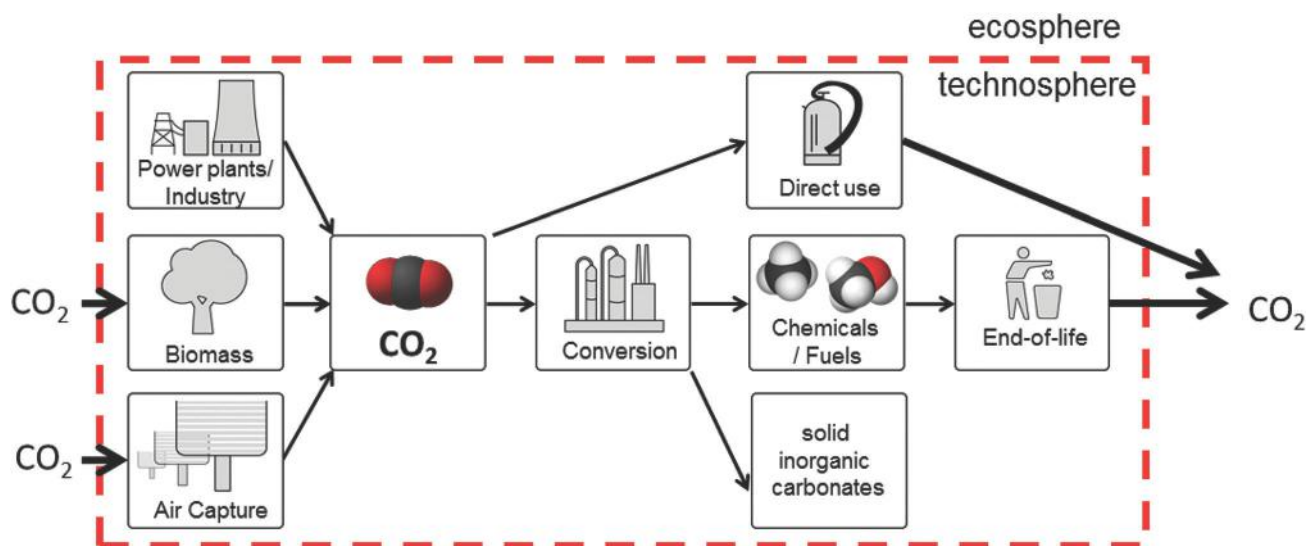 ecosphere
technosphere
Power plants/
Industry
Direct use
CO₂
Biomass
CO₂
Conversion
Chemicals
/ Fuels
End-of-life
CO₂
CO₂
Air Capture
solid
inorganic
carbonates